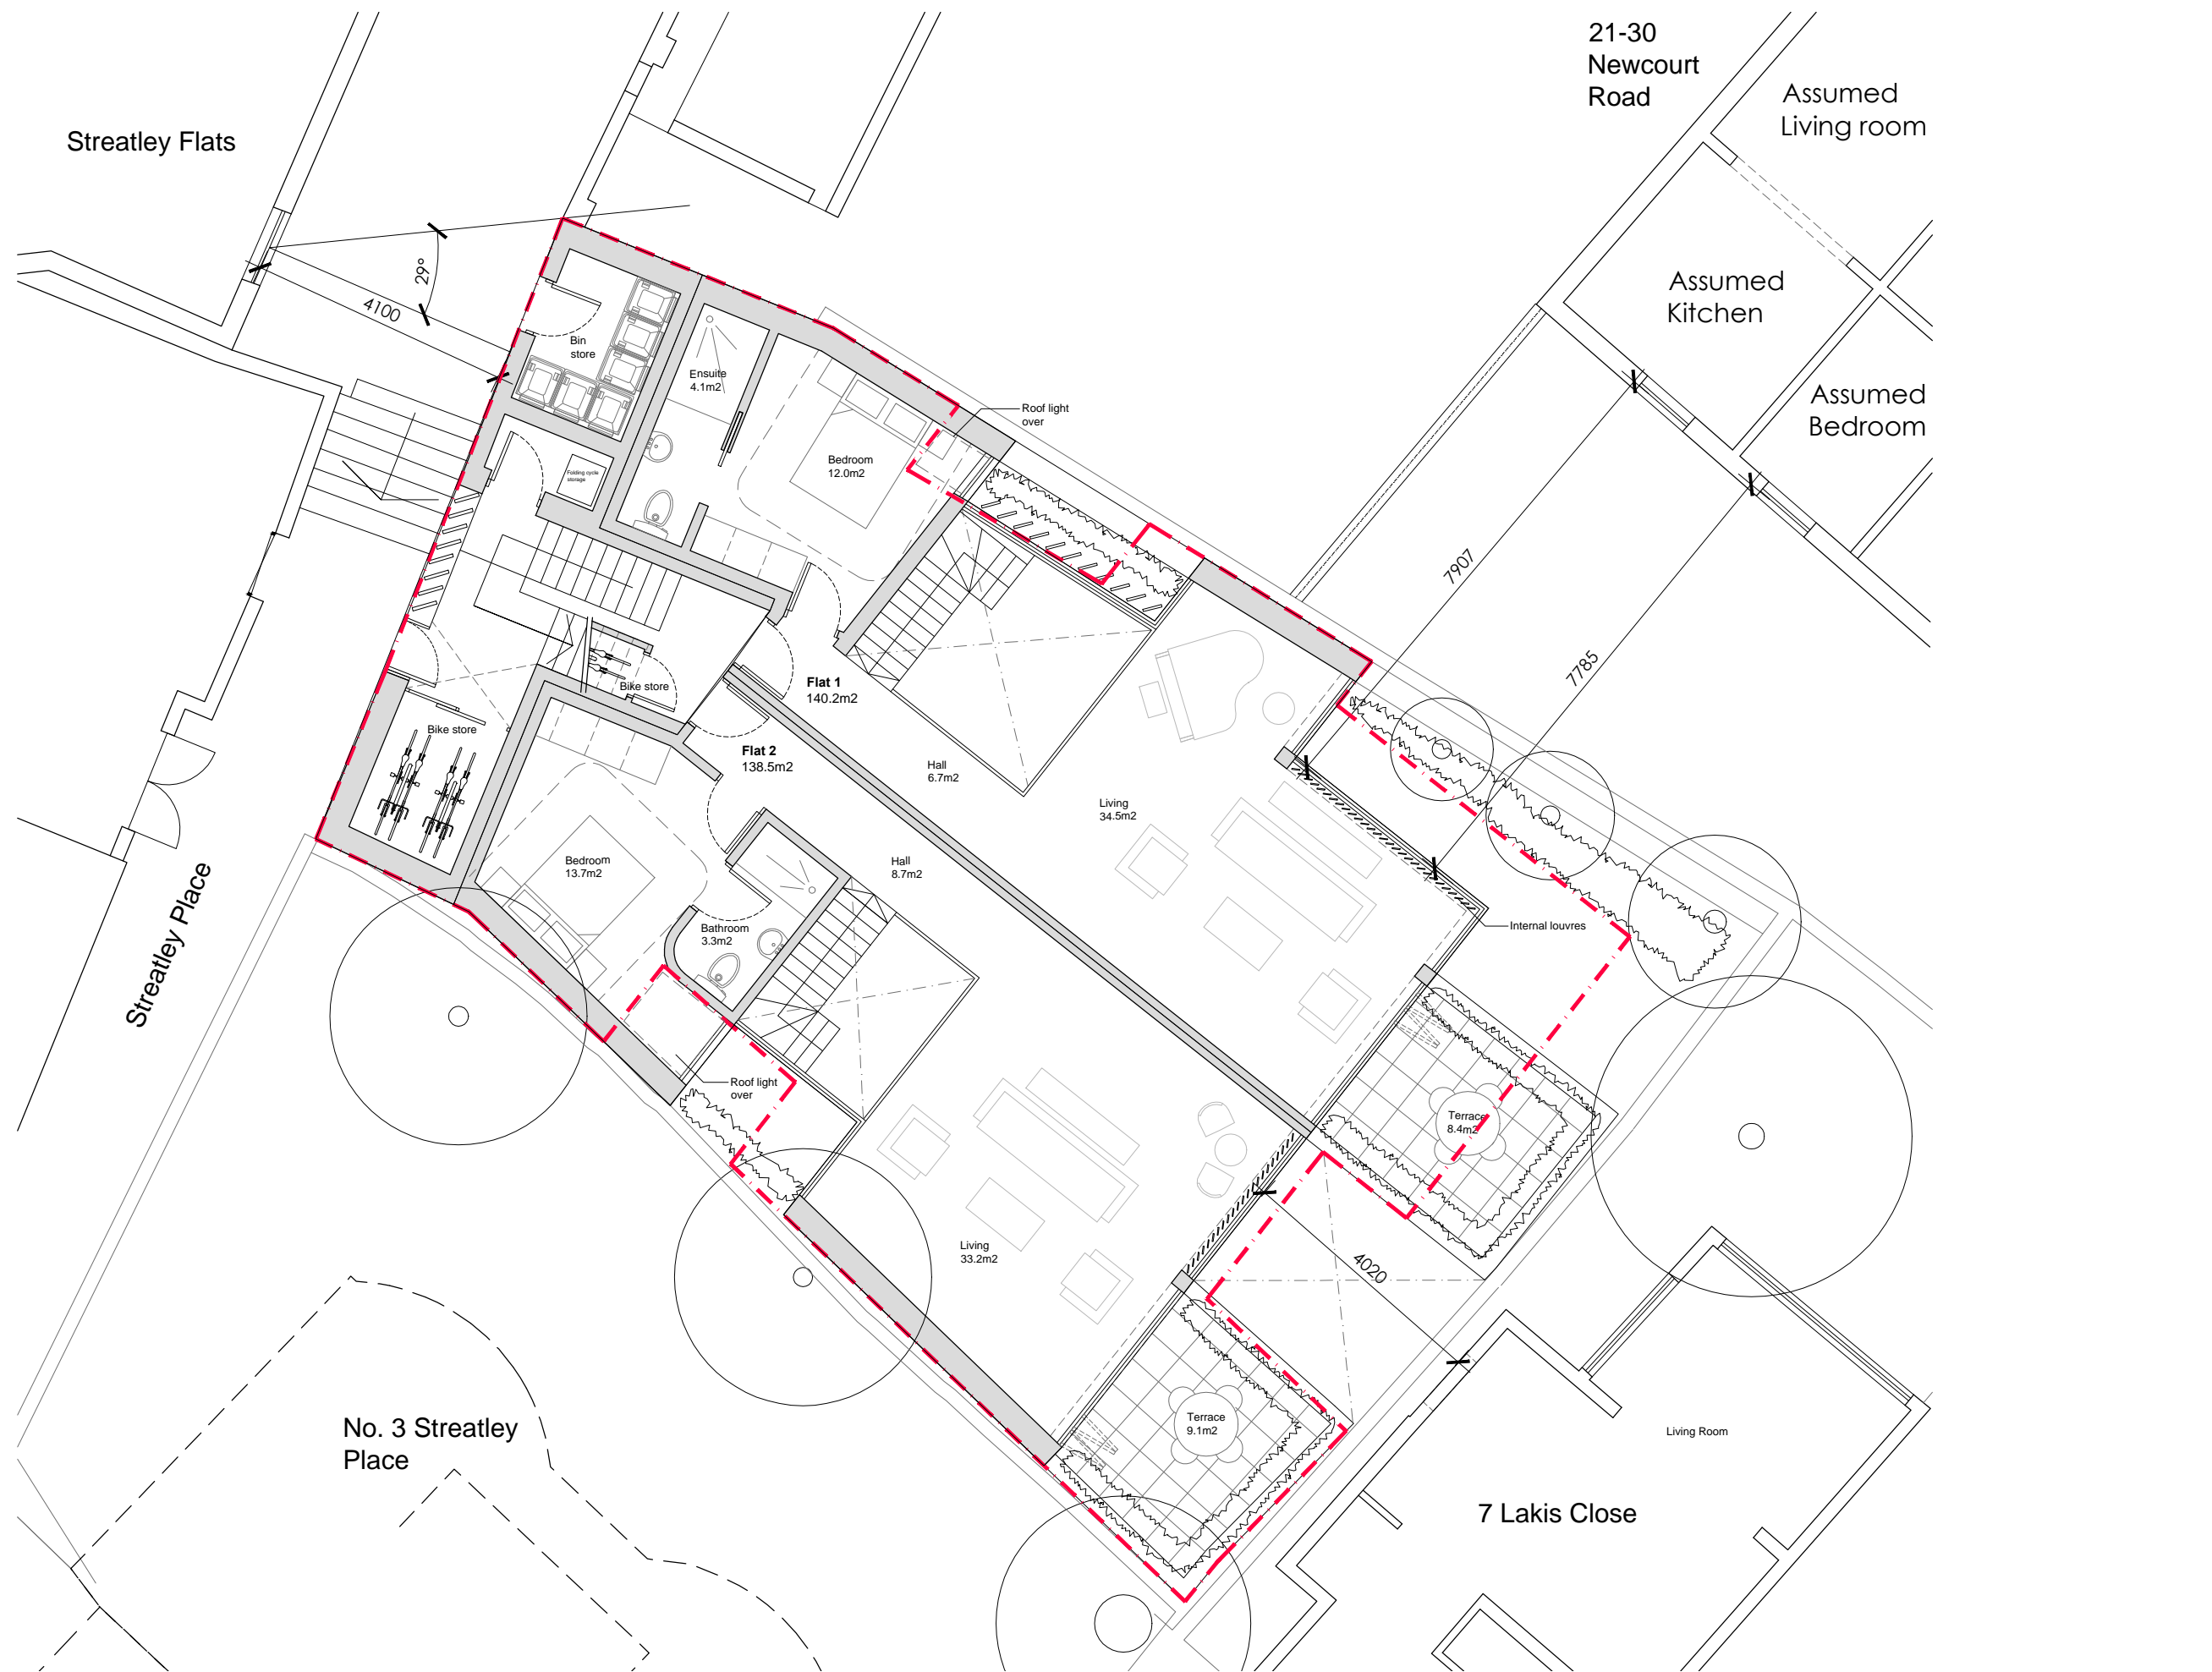 21-30
Newcourt
Road
Assumed
Living room
Streatley Flats
29°
4100
Assumed
Kitchen
Bin
store
Ensuite
4.1m2
Roof light
over
Assumed
Bedroom
Bedroom
12.0m2
Folding cycle
storage
7907
7785
Bike store
Flat 1
140.2m2
Bike store
Flat 2
138.5m2
Hall
6.7m2
Living
34.5m2
Bedroom
13.7m2
Hall
8.7m2
Streatley Place
Bathroom
3.3m2
Internal louvres
Roof light
over
Terrace
8.4m2
Living
33.2m2
4020
No. 3 Streatley
Place
Terrace
9.1m2
Living Room
7 Lakis Close